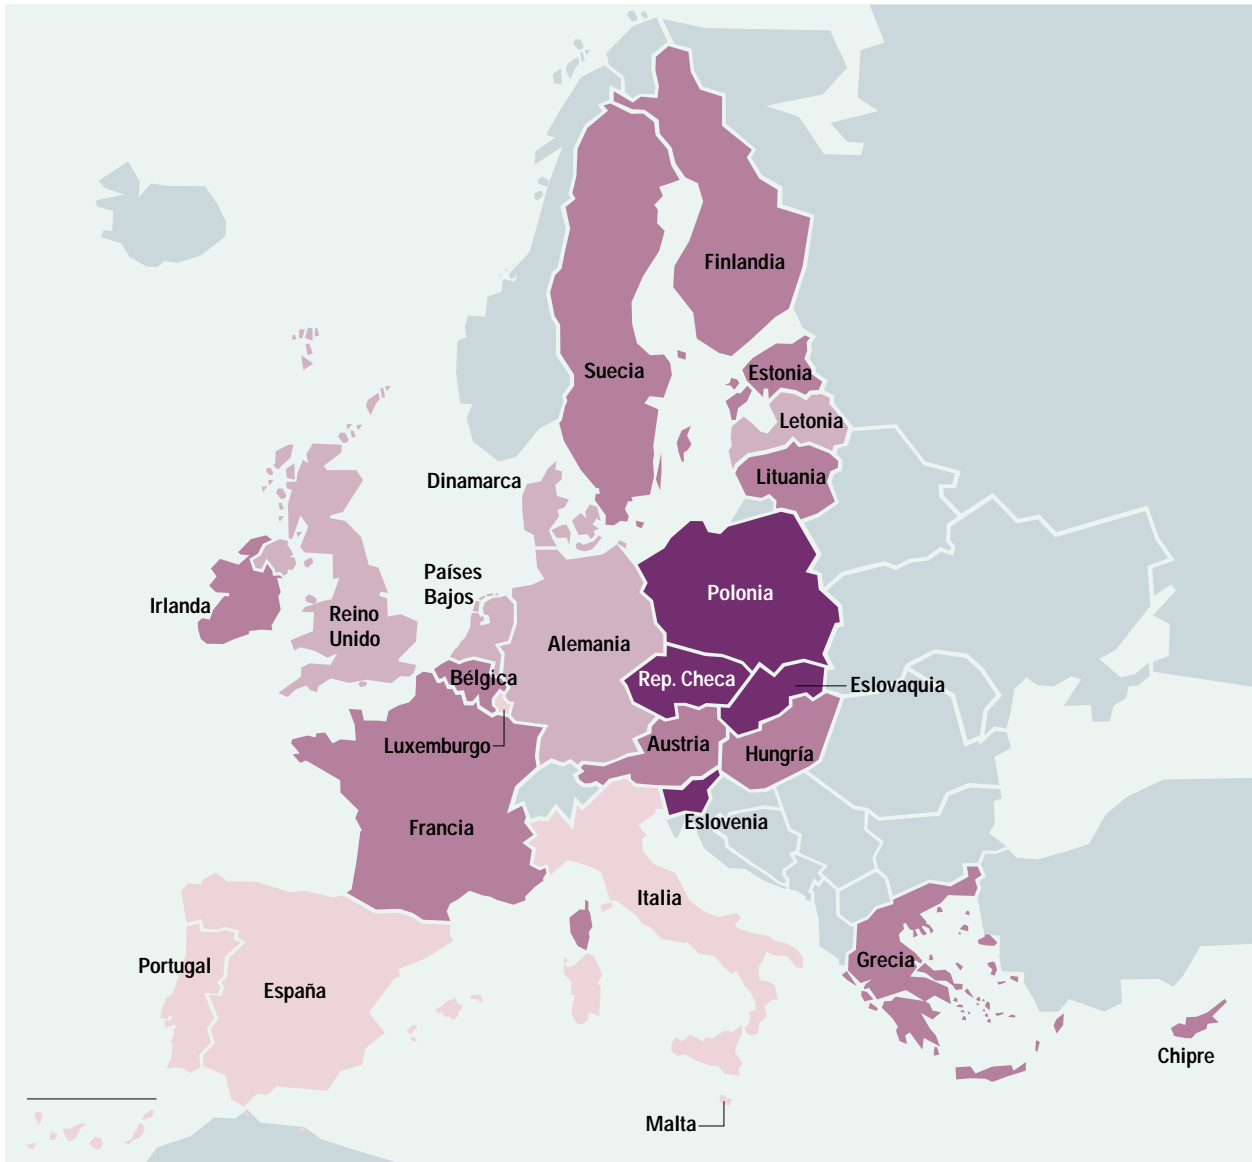 Finlandia
Suecia
Estonia
Letonia
Lituania
Dinamarca
Países
Bajos
Irlanda
Reino
Unido
Polonia
Alemania
Bélgica
Rep. Checa
Eslovaquia
Luxemburgo
Austria
Hungría
Francia
Eslovenia
Italia
Portugal
España
Grecia
Chipre
Malta